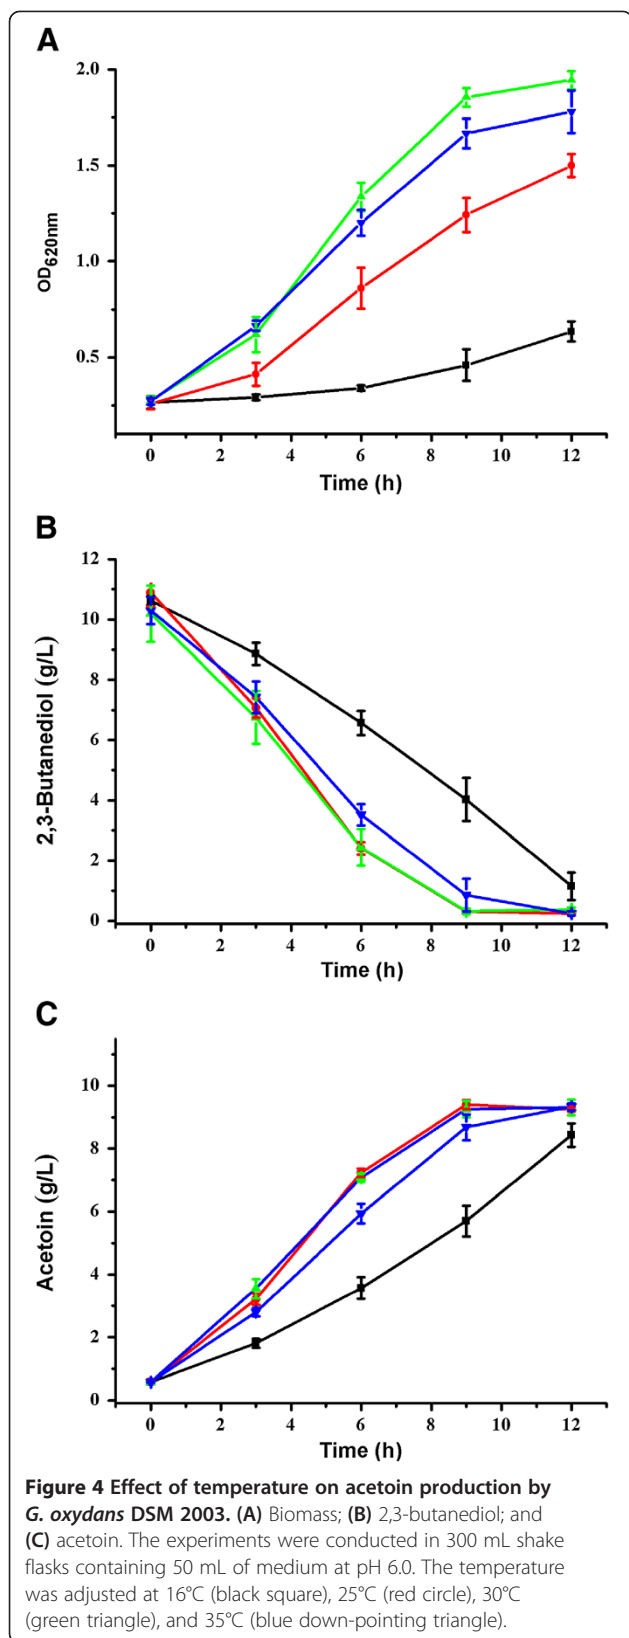 A
2.0
1.5
1.0
0.5
OD620nm
0 2 4 6 8 10 12
Time (h)
B
12
10
8
6
4
2
0
2,3-Butanediol (g/L)
0 2 4 6 8 10 12
Time (h)
C
10
8
6
4
2
0
Acetoin (g/L)
0 2 4 6 8 10 12
Time (h)
Figure 4 Effect of temperature on acetoin production by
G. oxydans DSM 2003. (A) Biomass; (B) 2,3-butanediol; and
(C) acetoin. The experiments were conducted in 300 mL shake
flasks containing 50 mL of medium at pH 6.0. The temperature
was adjusted at 16°C (black square), 25°C (red circle), 30°C
(green triangle), and 35°C (blue down-pointing triangle).